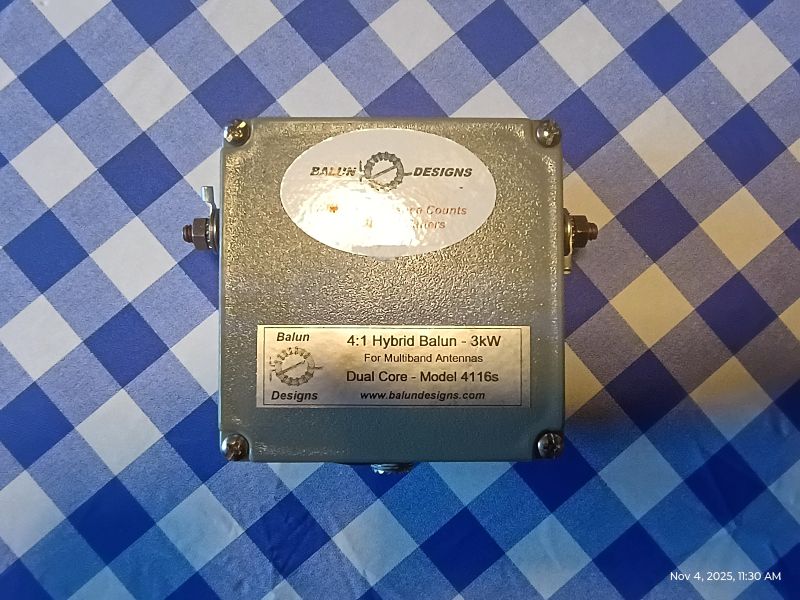 BALUN DESIGNS
Counts
Balun
4:1 Hybrid Balun - 3kW
For Multiband Antennas
Dual Core - Model 4116s
Designs
www.balundesigns.com
Nov 4, 2025, 11:30 AM